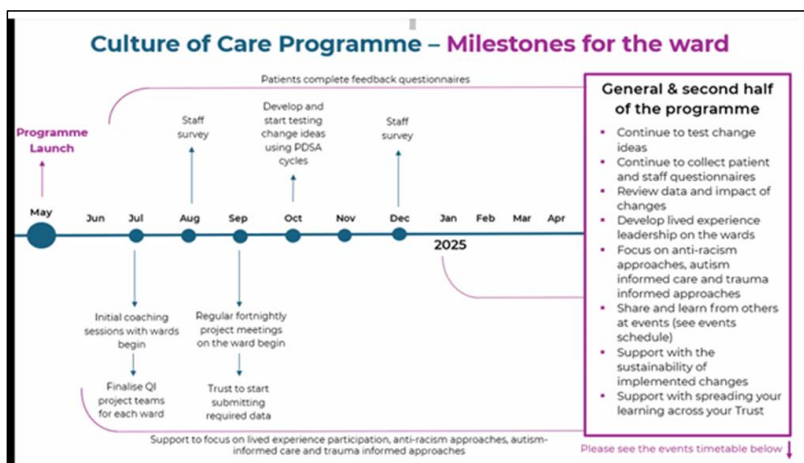 Culture of Care Programme – Milestones for the ward
Patients complete feedback questionnaires
Programme
Launch
Staff
survey
Develop and
start testing
change ideas
using PDSA
cycles
Staff
survey
May
Jun
Jul
Aug
Sep
Oct
Nov
Dec
Jan
Feb
Mar
Apr
2025
Initial coaching
sessions with wards
begin
Finalise QI
project teams
for each ward
Regular fortnightly
project meetings
on the ward begin
Trust to start
submitting
required data
Support to focus on lived experience participation, anti-racism approaches, autism-
informed care and trauma informed approaches
General & second half
of the programme
▪ Continue to test change
ideas
▪ Continue to collect patient
and staff questionnaires
▪ Review data and impact of
changes
▪ Develop lived experience
leadership on the wards
▪ Focus on anti-racism
approaches, autism
informed care and trauma
informed approaches
▪ Share and learn from others
at events (see events
schedule)
▪ Support with the
sustainability of
implemented changes
▪ Support with spreading your
learning across your Trust
Please see the events timetable below